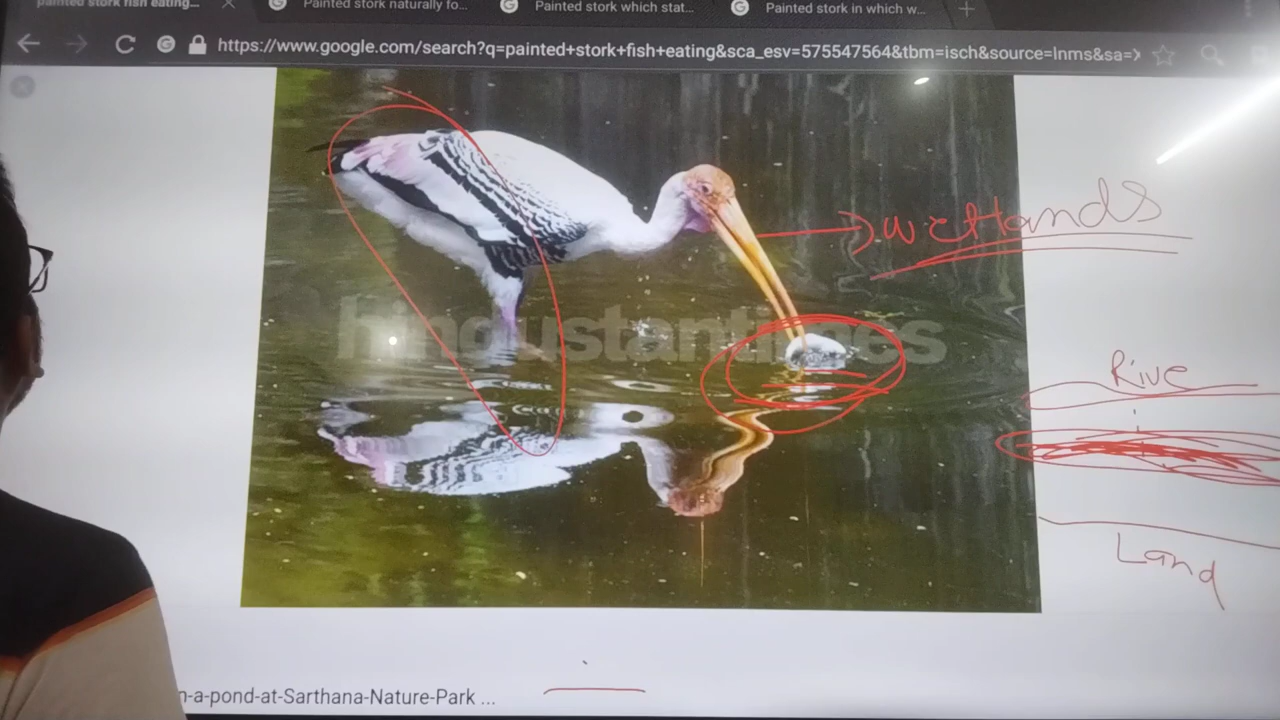 painted stork fish eating...
Painted stork naturally fo...
Painted stork which stat...
Painted stork in which w...
https://www.google.com/search?q=painted+stork+fish+eating&sca_esv=575547564&tbm=isch&source=lnms&sa=
wetlands
hindustantimes
Rive
Land
n-a-pond-at-Sarthana-Nature-Park ...